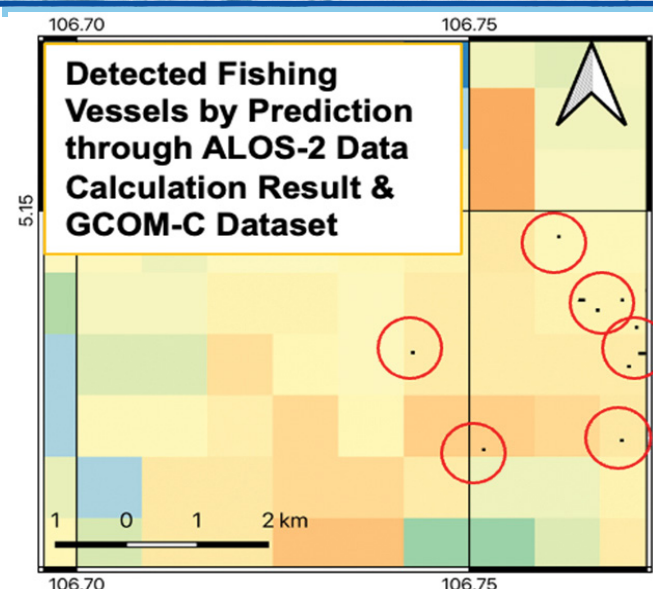 106.70 106.75
Detected Fishing
Vessels by Prediction
through ALOS-2 Data
Calculation Result &
GCOM-C Dataset
5.15
1 0 1 2 km
106.70 106.75